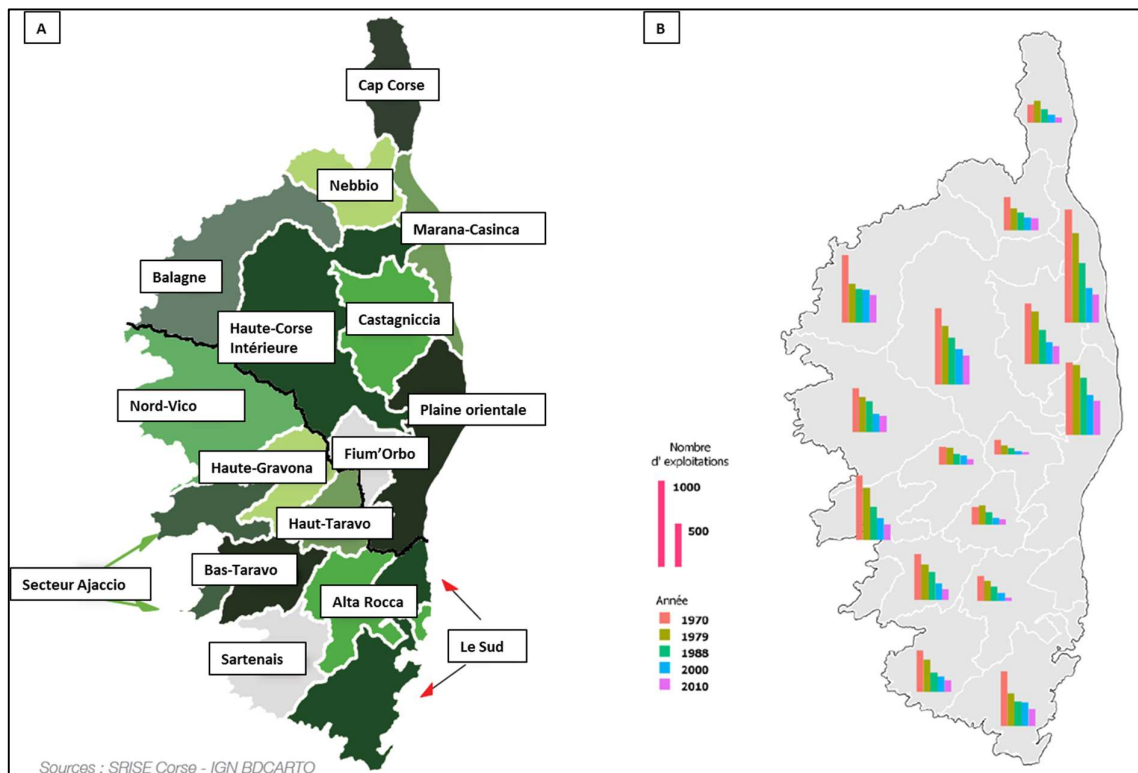 A
Cap Corse
Nebbio
Marana-Casinca
Balagne
Castagniccia
Haute-Corse
Intérieure
Nord-Vico
Plaine orientale
Fium'Orbo
Haute-Gravona
Haut-Taravo
Bas-Taravo
Secteur Ajaccio
Alta Rocca
Le Sud
Sartenais
Sources : SRISE Corse - IGN BDCARTO
B
Nombre
d' exploitations
1000
500
Année
1970
1979
1988
2000
2010